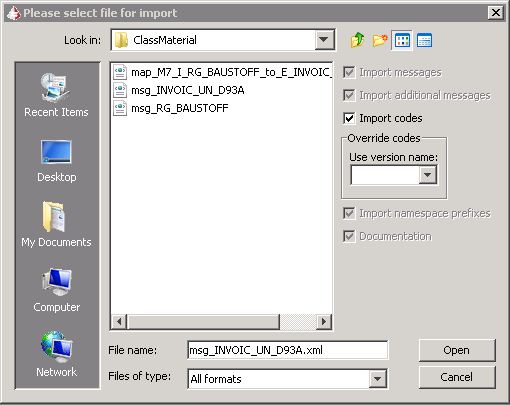 Please select file for import
Look in:
ClassMaterial
Recent Items
Desktop
My Documents
Computer
Network
map_M7_I_RG_BAUSTOFF_to_E_INVOIC_
msg_INVOIC_UN_D93A
msg_RG_BAUSTOFF
Import messages
Import additional messages
Import codes
Override codes
Use version name:
Import namespace prefixes
Documentation
File name:
msg_INVOIC_UN_D93A.xml
Open
Files of type:
All formats
Cancel